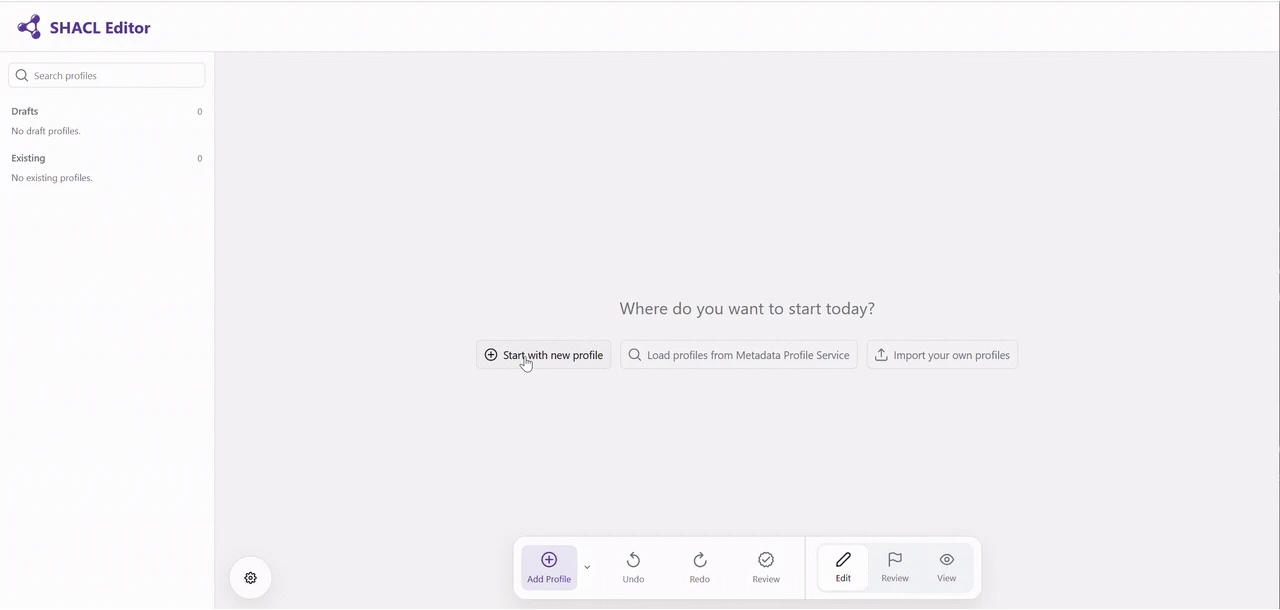 SHACL Editor
Search profiles
Drafts 0
No draft profiles.
Existing 0
No existing profiles.
Where do you want to start today?
Start with new profile
Load profiles from Metadata Profile Service
Import your own profiles
Add Profile
Undo
Redo
Review
Edit
Review
View